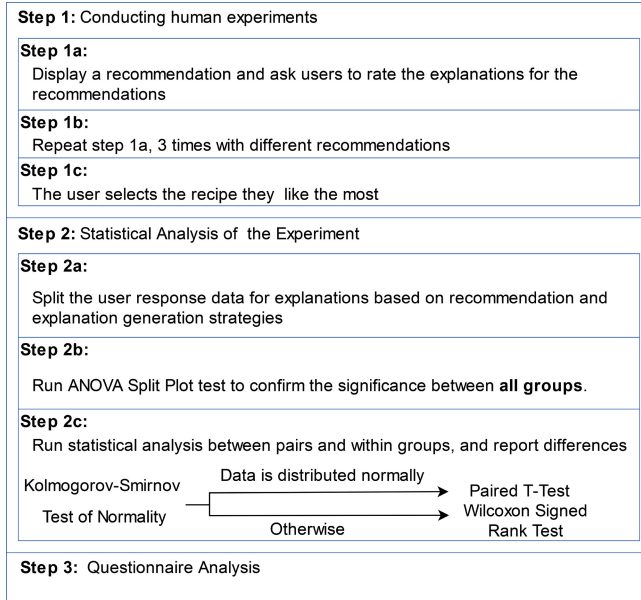 Step 1: Conducting human experiments
Step 1a:
Display a recommendation and ask users to rate the explanations for the
recommendations
Step 1b:
Repeat step 1a, 3 times with different recommendations
Step 1c:
The user selects the recipe they like the most
Step 2: Statistical Analysis of the Experiment
Step 2a:
Split the user response data for explanations based on recommendation and
explanation generation strategies
Step 2b:
Run ANOVA Split Plot test to confirm the significance between all groups.
Step 2c:
Run statistical analysis between pairs and within groups, and report differences
Kolmogorov-Smirnov
Test of Normality
Data is distributed normally
Otherwise
Paired T-Test
Wilcoxon Signed
Rank Test
Step 3: Questionnaire Analysis